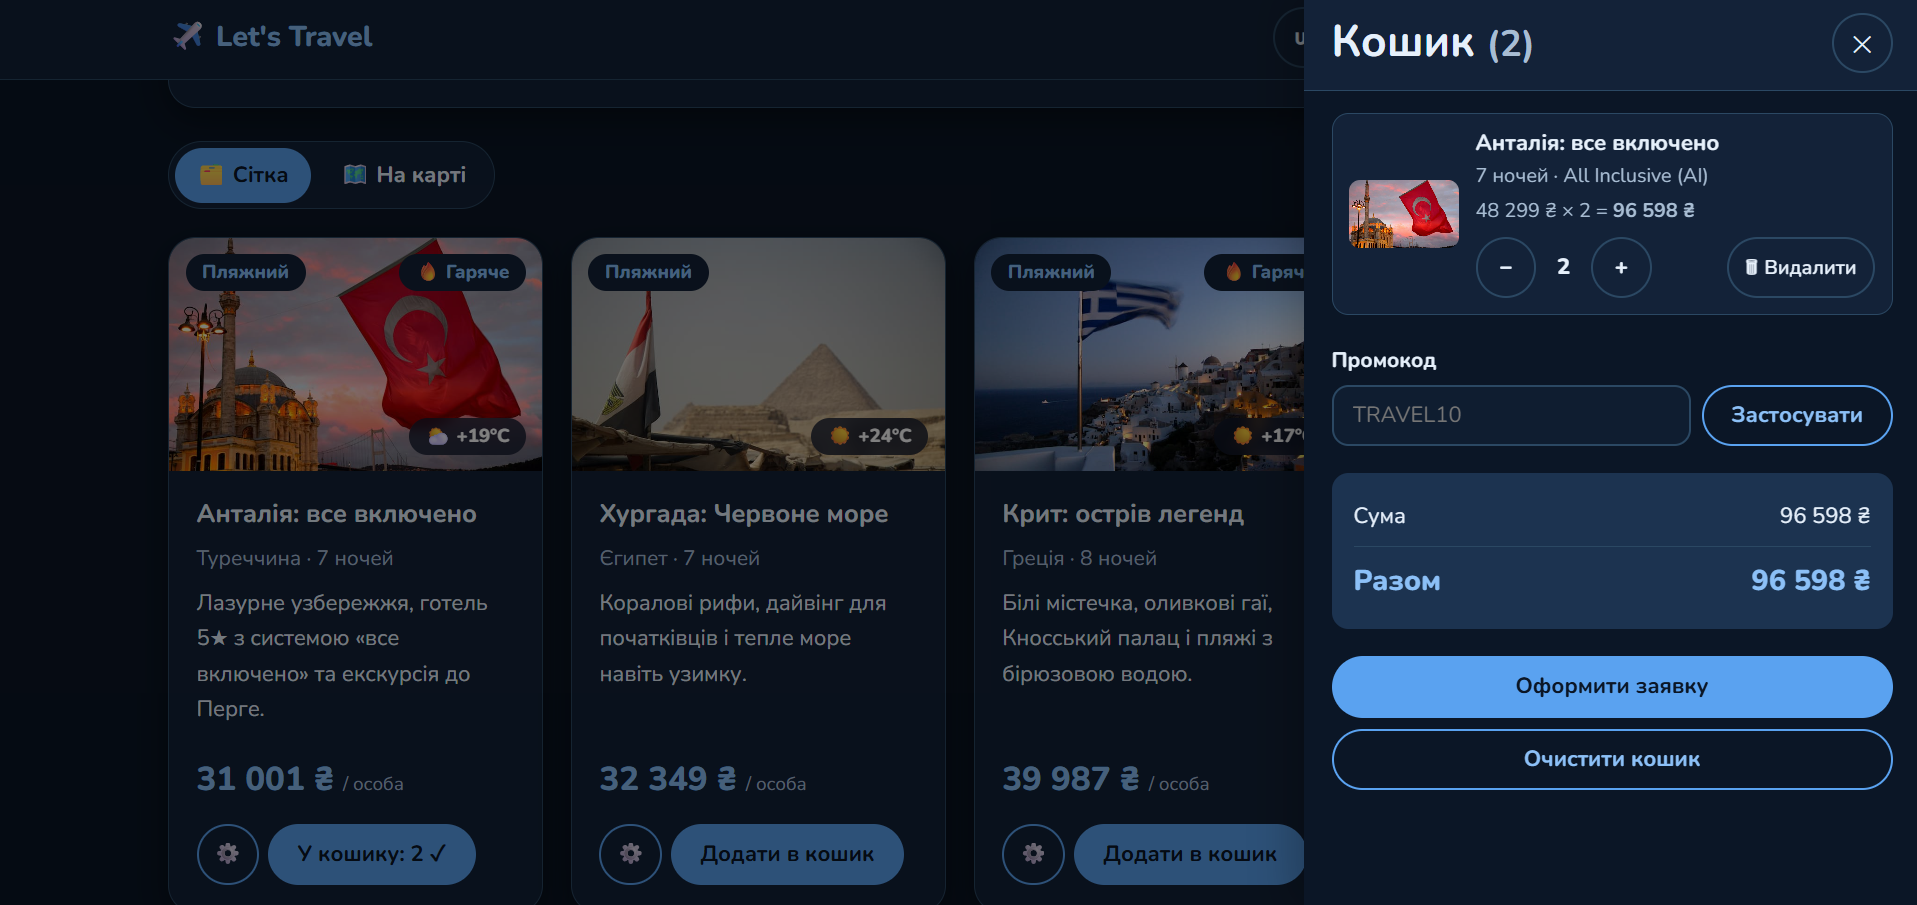 Let's Travel
Кошик (2)
Сітка
На карті
Пляжний
Гаряче
+19°C
Анталія: все включено
Туреччина · 7 ночей
Лазурне узбережжя, готель
5★ з системою «все
включено» та екскурсія до
Перге.
31 001 ₴ / особа
У кошику: 2 ✓
Пляжний
+24°C
Хургада: Червоне море
Єгипет · 7 ночей
Коралові рифи, дайвінг для
початківців і тепле море
навіть узимку.
32 349 ₴ / особа
Додати в кошик
Пляжний
Гаряч
+17°
Крит: острів легенд
Греція · 8 ночей
Білі містечка, оливкові гаї,
Кносський палац і пляжі з
бірюзовою водою.
39 987 ₴ / особа
Додати в кошик
Анталія: все включено
7 ночей · All Inclusive (AI)
48 299 ₴ × 2 = 96 598 ₴
− 2 +
Видалити
Промокод
TRAVEL10
Застосувати
Сума 96 598 ₴
Разом 96 598 ₴
Оформити заявку
Очистити кошик